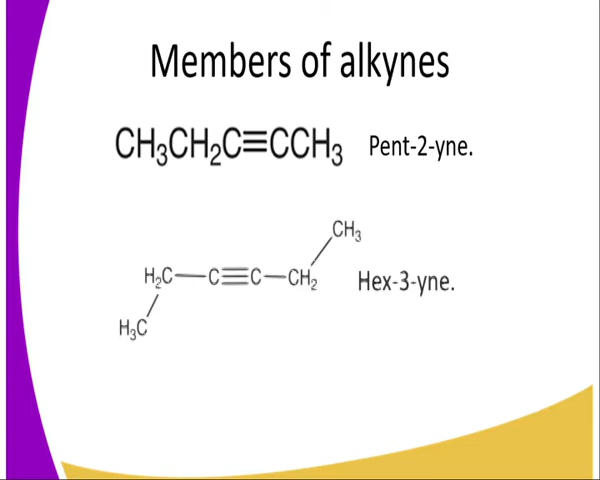 Members of alkynes
CH₃CH₂C≡CCH₃ Pent-2-yne.
CH₃
H₂C—C≡C—CH₂ Hex-3-yne.
H₃C